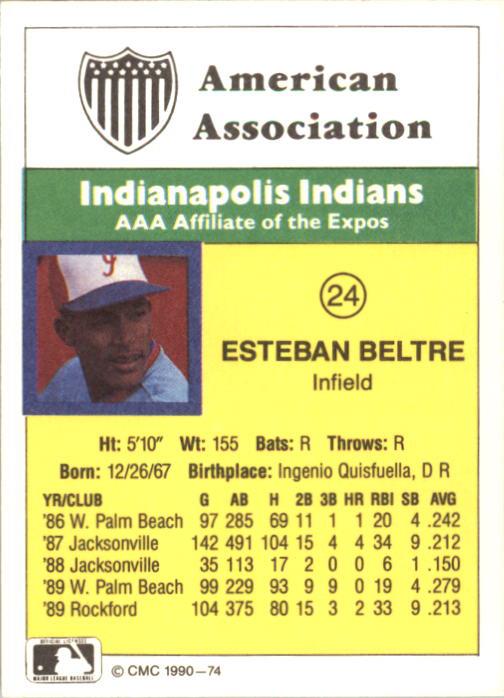 American
Association
Indianapolis Indians
AAA Affiliate of the Expos
24
ESTEBAN BELTRE
Infield
Ht: 5'10" Wt: 155 Bats: R Throws: R
Born: 12/26/67 Birthplace: Ingenio Quisfuella, D R
YR/CLUB G AB H 2B 3B HR RBI SB AVG
'86 W. Palm Beach 97 285 69 11 1 1 20 4 .242
'87 Jacksonville 142 491 104 15 4 4 34 9 .212
'88 Jacksonville 35 113 17 2 0 0 6 1 .150
'89 W. Palm Beach 99 229 93 9 9 0 19 4 .279
'89 Rockford 104 375 80 15 3 2 33 9 .213
OFFICIAL LICENSEE
MAJOR LEAGUE BASEBALL
© CMC 1990—74